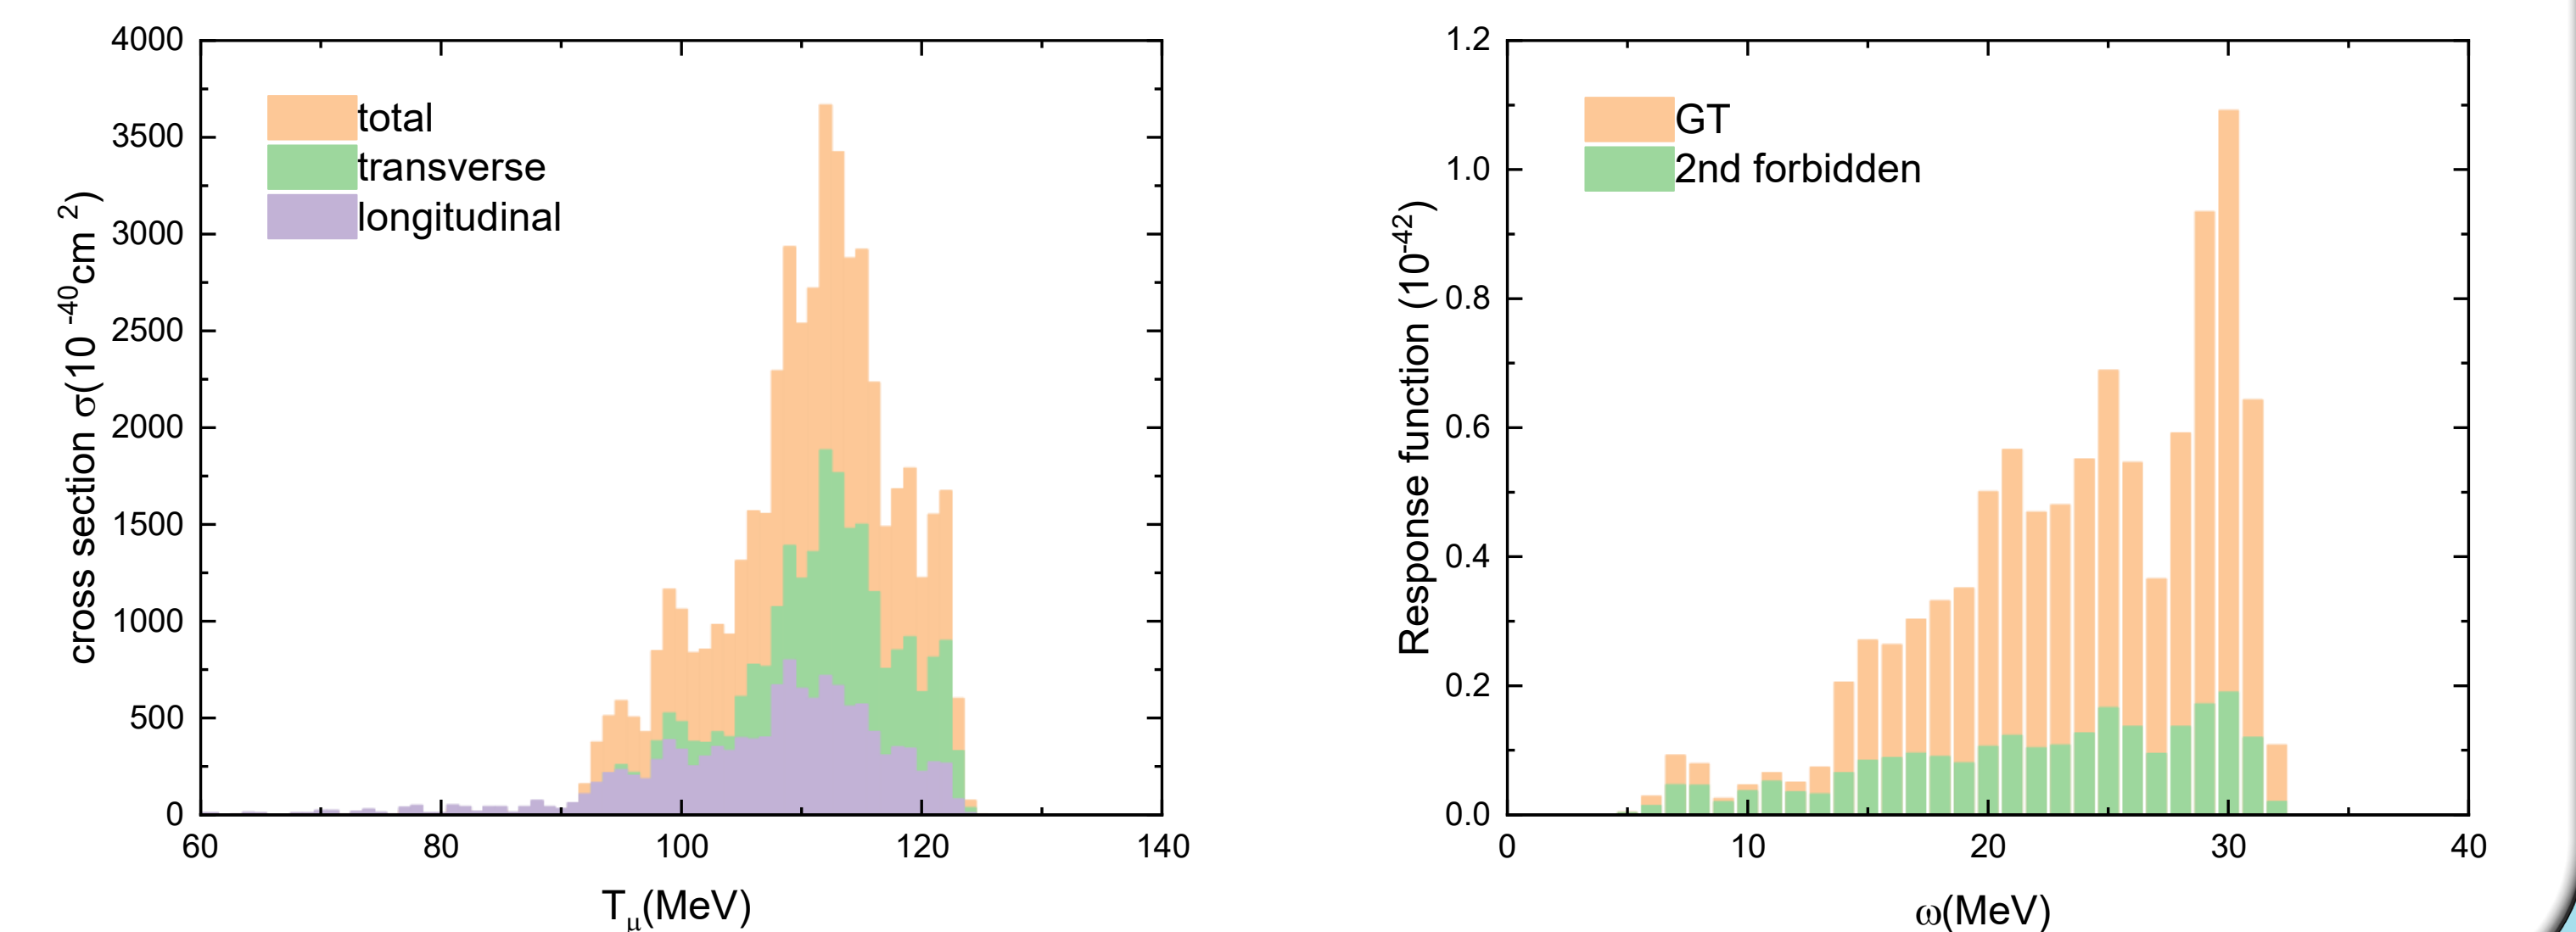 4000
3500
3000
2500
2000
1500
1000
500
0
60
80
100
120
140
cross section σ(10 -40cm 2)
Tμ(MeV)
total
transverse
longitudinal
1.2
1.0
0.8
0.6
0.4
0.2
0.0
0
10
20
30
40
Response function (10-42)
ω(MeV)
GT
2nd forbidden